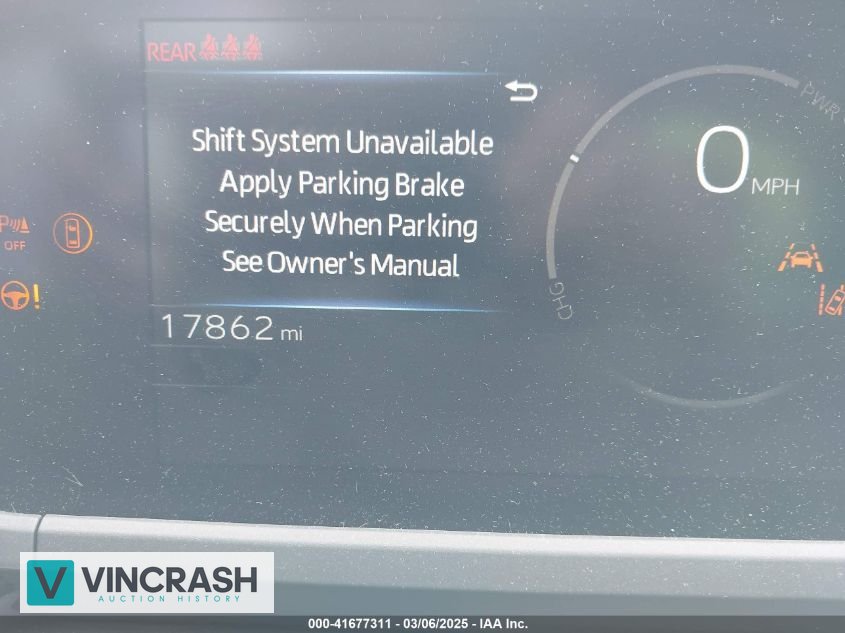 REAR
Shift System Unavailable
Apply Parking Brake
Securely When Parking
See Owner's Manual
0 MPH
PWR
CHG
P
OFF
!
17862 mi
VINCRASH
AUCTION HISTORY
000-41677311 - 03/06/2025 - IAA Inc.